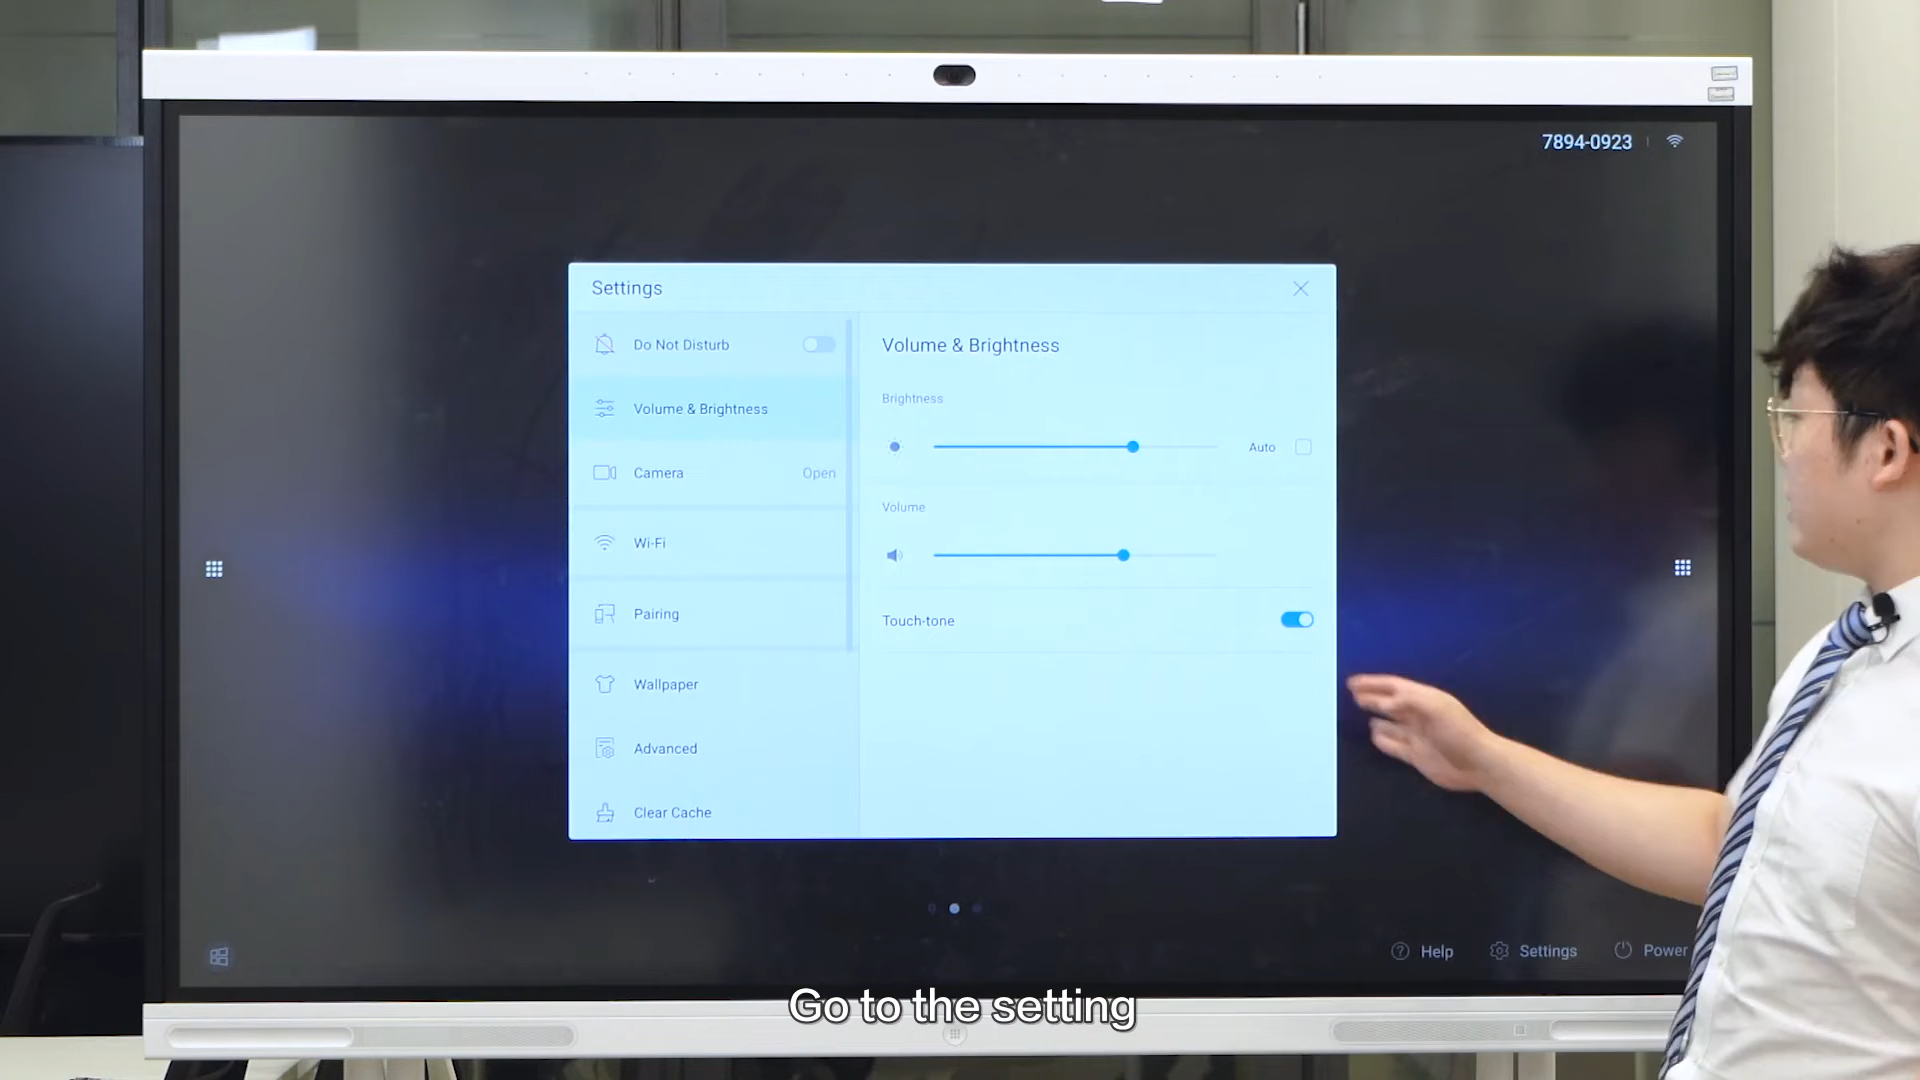 7894-0923
Settings
Do Not Disturb
Volume & Brightness
Camera Open
Wi-Fi
Pairing
Wallpaper
Advanced
Clear Cache
Volume & Brightness
Brightness
Auto
Volume
Touch-tone
Help Settings Power
Go to the setting